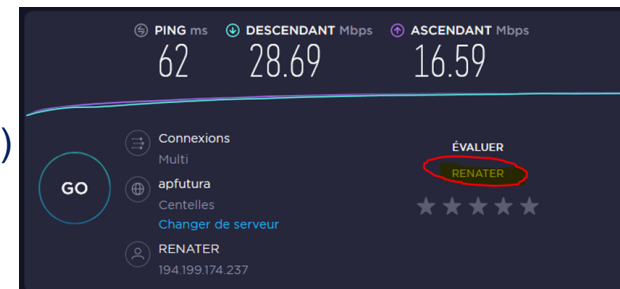 PING ms DESCENDANT Mbps ASCENDANT Mbps
62 28.69 16.59
)
GO
Connexions
Multi
apfutura
Centelles
Changer de serveur
RENATER
194.199.174.237
ÉVALUER
RENATER